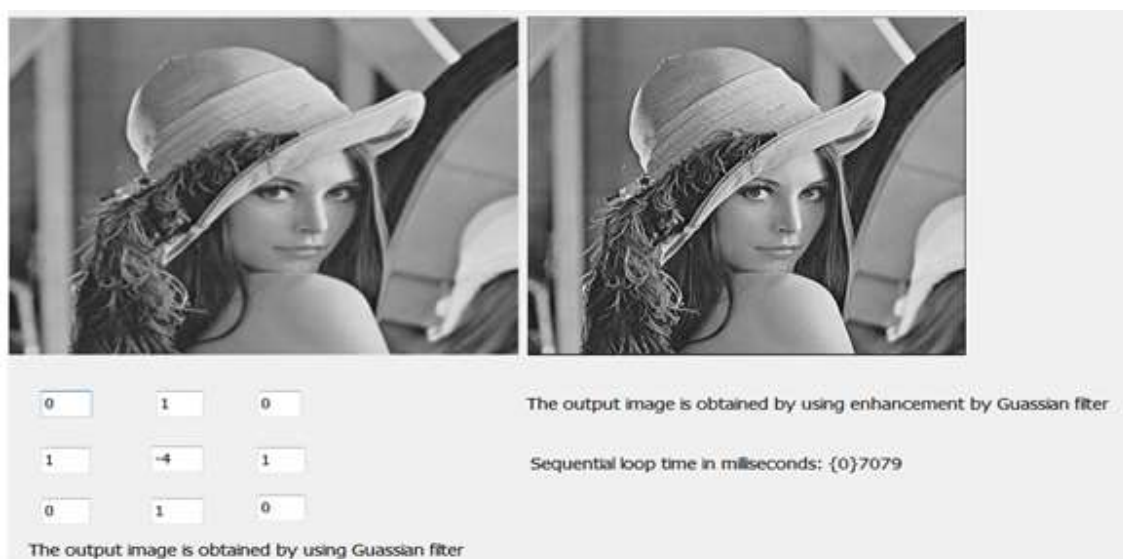 0 1 0
The output image is obtained by using enhancement by Guassian filter
1 -4 1
Sequential loop time in milliseconds: {0}7079
0 1 0
The output image is obtained by using Guassian filter